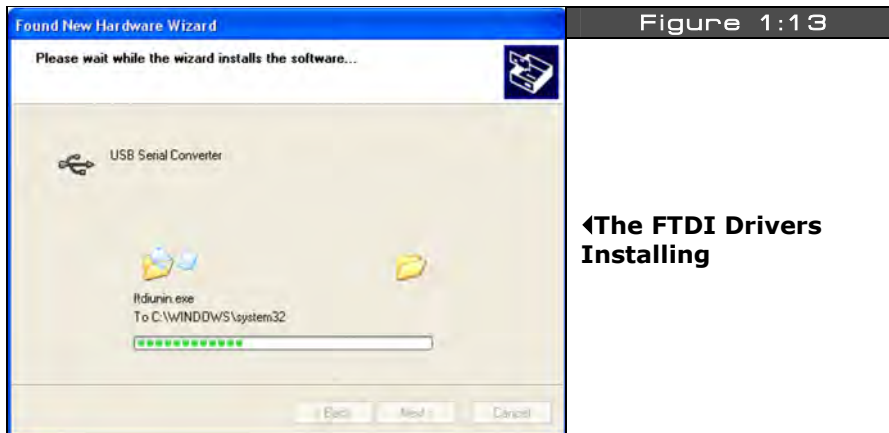 Found New Hardware Wizard
Figure 1:13
Please wait while the wizard installs the software...
USB Serial Converter
The FTDI Drivers
Installing
ftdiunin.exe
To C:\WINDOWS\system32
< Back
Next >
Cancel